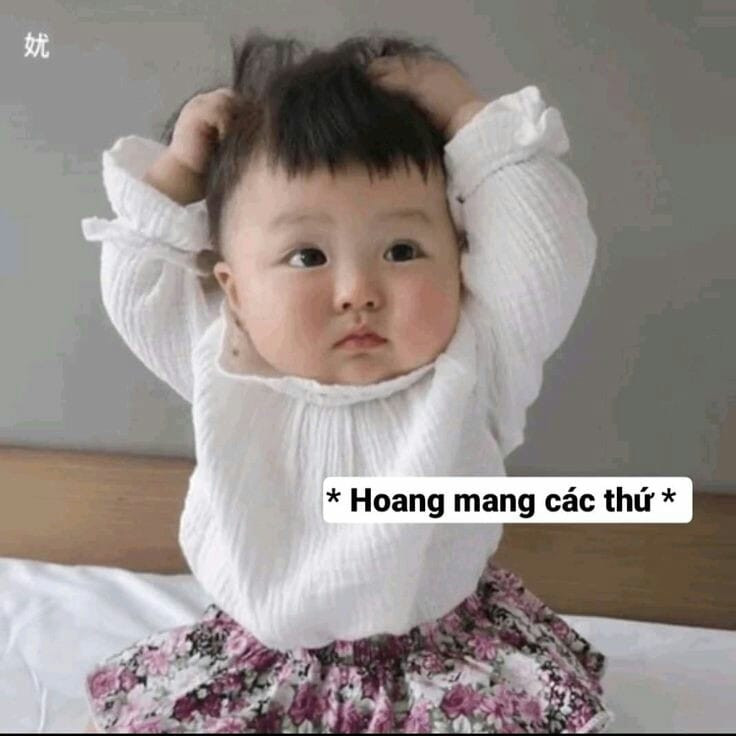 妩
* Hoang mang các thứ *